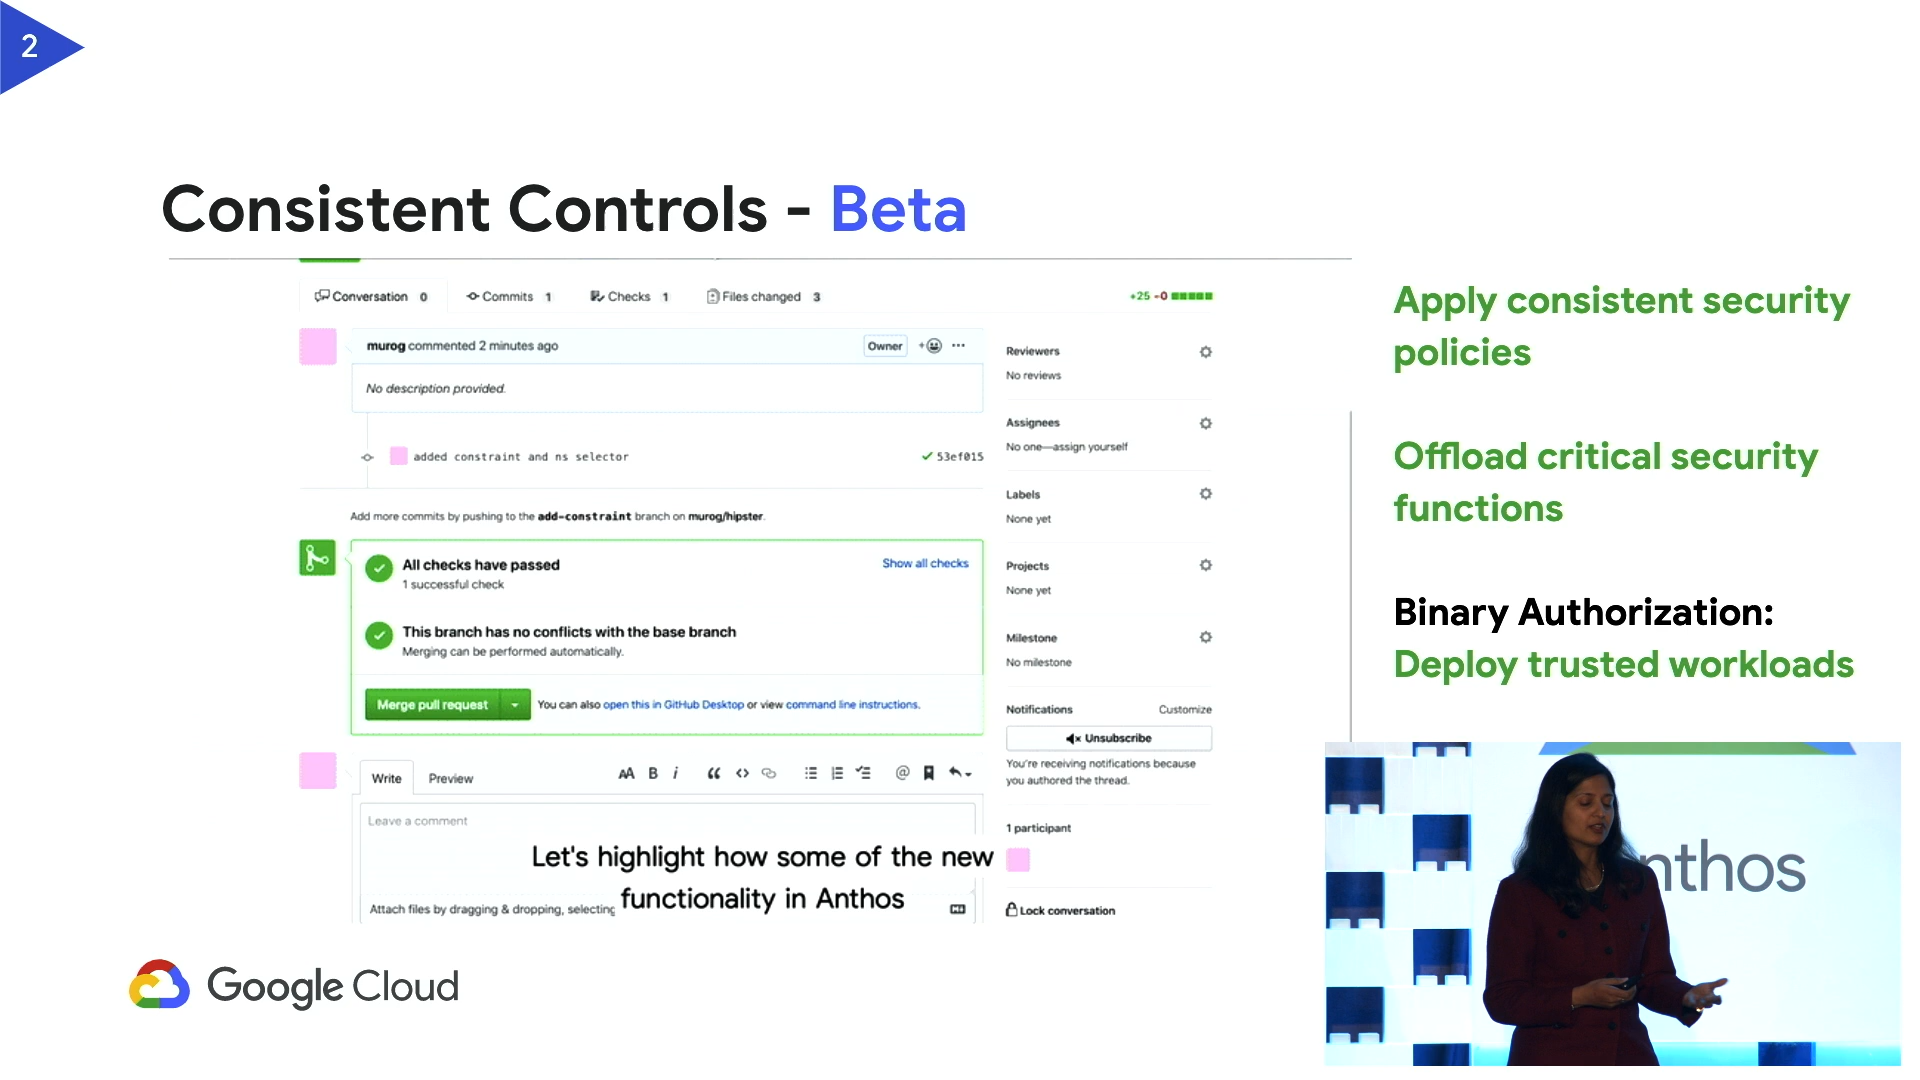 2
Consistent Controls - Beta
Conversation 0
Commits 1
Checks 1
Files changed 3
+25 -0
murog commented 2 minutes ago
Owner
No description provided.
added constraint and ns selector
53ef015
Add more commits by pushing to the add-constraint branch on murog/hipster.
All checks have passed
Show all checks
1 successful check
This branch has no conflicts with the base branch
Merging can be performed automatically.
Merge pull request
You can also open this in GitHub Desktop or view command line instructions.
Write
Preview
AA B i
Leave a comment
Attach files by dragging & dropping, selecting
Let's highlight how some of the new
functionality in Anthos
Reviewers
No reviews
Assignees
No one—assign yourself
Labels
None yet
Projects
None yet
Milestone
No milestone
Notifications
Customize
Unsubscribe
You're receiving notifications because
you authored the thread.
1 participant
Lock conversation
Apply consistent security
policies
Offload critical security
functions
Binary Authorization:
Deploy trusted workloads
nthos
Google Cloud